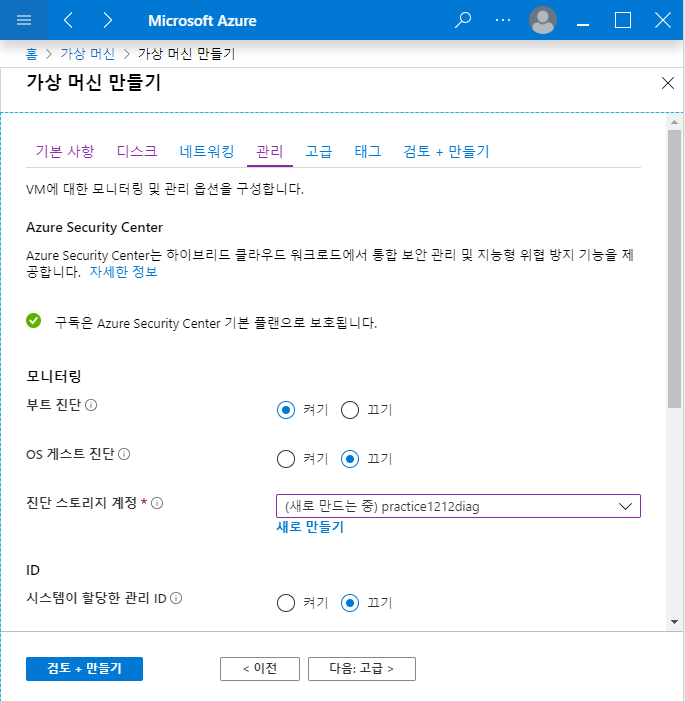 Microsoft Azure
홈 > 가상 머신 > 가상 머신 만들기
가상 머신 만들기
기본 사항 디스크 네트워킹 관리 고급 태그 검토 + 만들기
VM에 대한 모니터링 및 관리 옵션을 구성합니다.
Azure Security Center
Azure Security Center는 하이브리드 클라우드 워크로드에서 통합 보안 관리 및 지능형 위협 방지 기능을 제
공합니다. 자세한 정보
구독은 Azure Security Center 기본 플랜으로 보호됩니다.
모니터링
부트 진단 켜기 끄기
OS 게스트 진단 켜기 끄기
진단 스토리지 계정 * (새로 만드는 중) practice1212diag
새로 만들기
ID
시스템이 할당한 관리 ID 켜기 끄기
검토 + 만들기 < 이전 다음: 고급 >